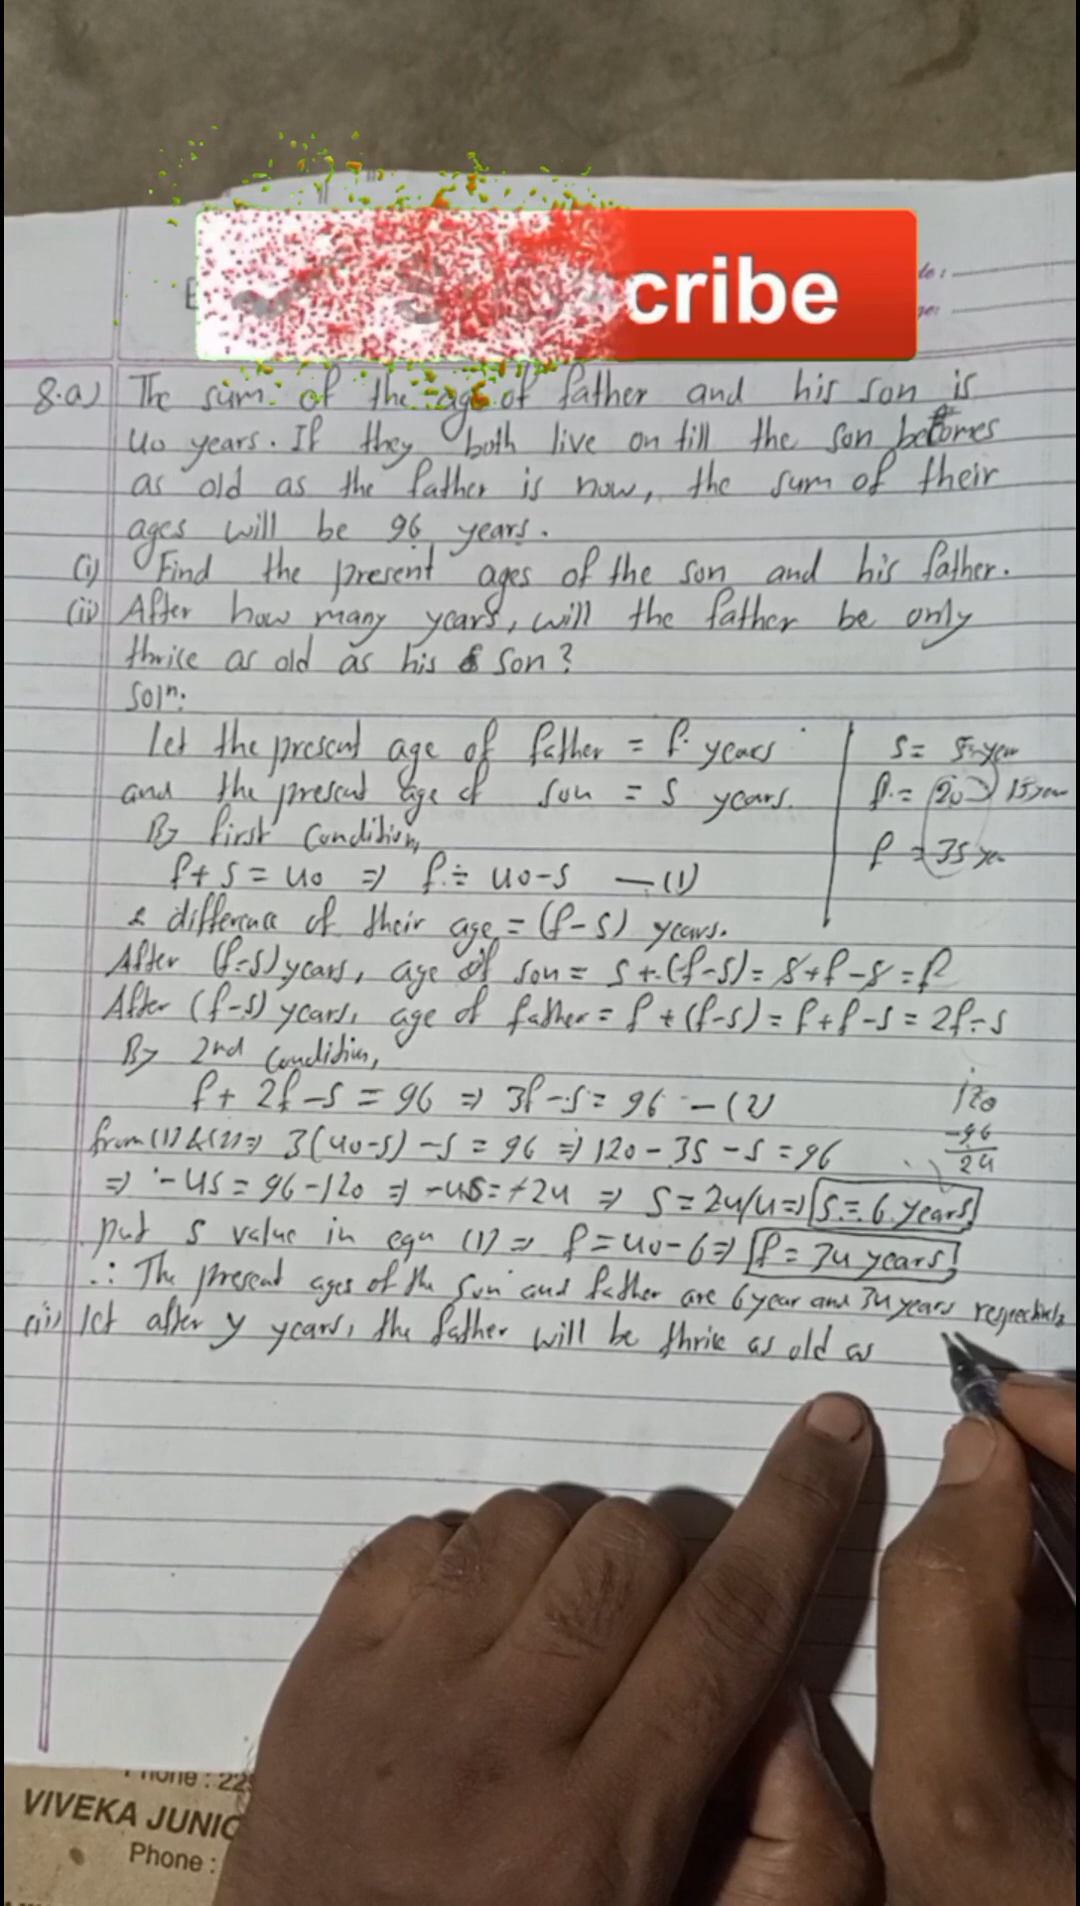 cribe
8.a) The sum of the age of father and his son is
40 years. If they both live on till the son becomes
as old as the father is now, the sum of their
ages will be 96 years.
(i) Find the present ages of the son and his father.
(ii) After how many years, will the father be only
thrice as old as his son?
Solⁿ:
Let the present age of father = f years
and the present age of son = s years.
S = 5 year
f = 20 15 year
f = 35 ye
By first Condition,
f + s = 40 ⇒ f = 40-s —(1)
& difference of their age = (f-s) years.
After (f-s) years, age of son = s+(f-s) = s+f-s = f
After (f-s) years, age of father = f+(f-s) = f+f-s = 2f-s
By 2nd Condition,
f + 2f-s = 96 ⇒ 3f-s = 96 —(2)
120
-96
24
from (1) & (2) ⇒ 3(40-s) -s = 96 ⇒ 120 - 3s - s = 96
⇒ -4s = 96-120 ⇒ -4s = -24 ⇒ s = 24/4 ⇒ s = 6 years
put s value in eqn (1) ⇒ f = 40-6 ⇒ f = 34 years
∴ The present ages of the son and father are 6 year and 34 years respectively
(ii) let after y years, the father will be thrice as old as
Phone : 22
VIVEKA JUNIO
Phone :